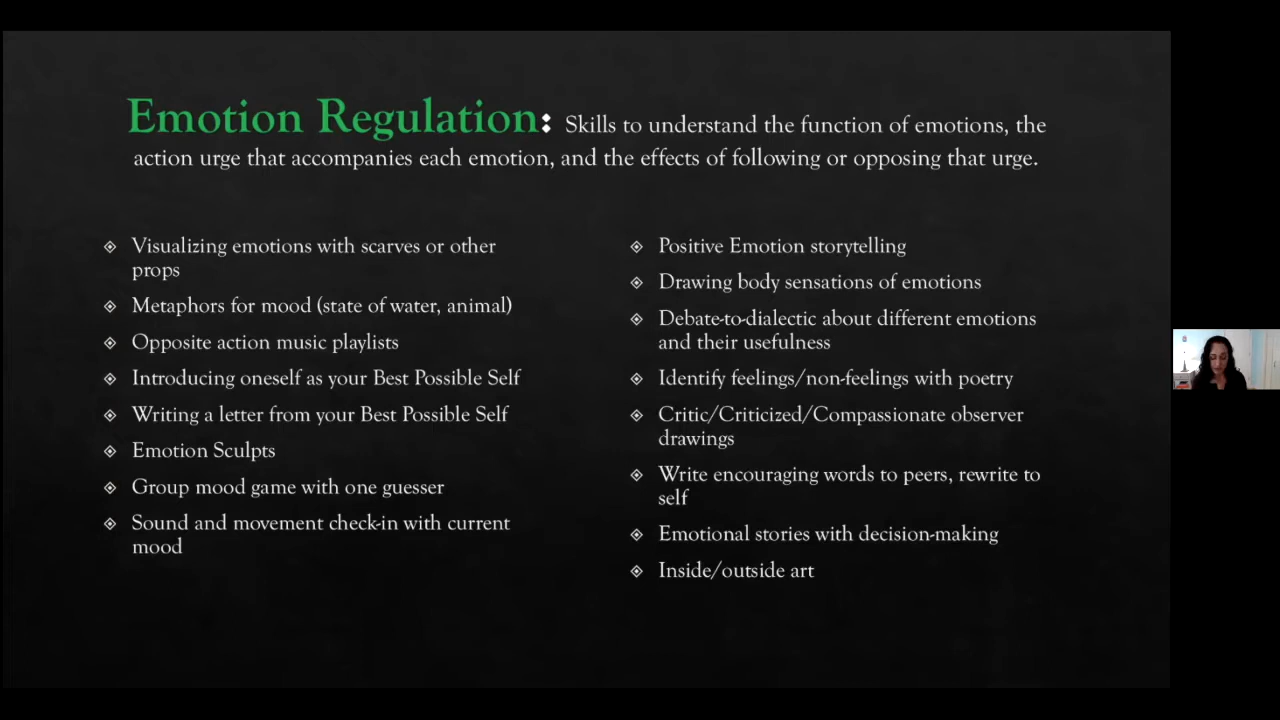 Emotion Regulation: Skills to understand the function of emotions, the
action urge that accompanies each emotion, and the effects of following or opposing that urge.
Visualizing emotions with scarves or other
props
Metaphors for mood (state of water, animal)
Opposite action music playlists
Introducing oneself as your Best Possible Self
Writing a letter from your Best Possible Self
Emotion Sculpts
Group mood game with one guesser
Sound and movement check-in with current
mood
Positive Emotion storytelling
Drawing body sensations of emotions
Debate-to-dialectic about different emotions
and their usefulness
Identify feelings/non-feelings with poetry
Critic/Criticized/Compassionate observer
drawings
Write encouraging words to peers, rewrite to
self
Emotional stories with decision-making
Inside/outside art